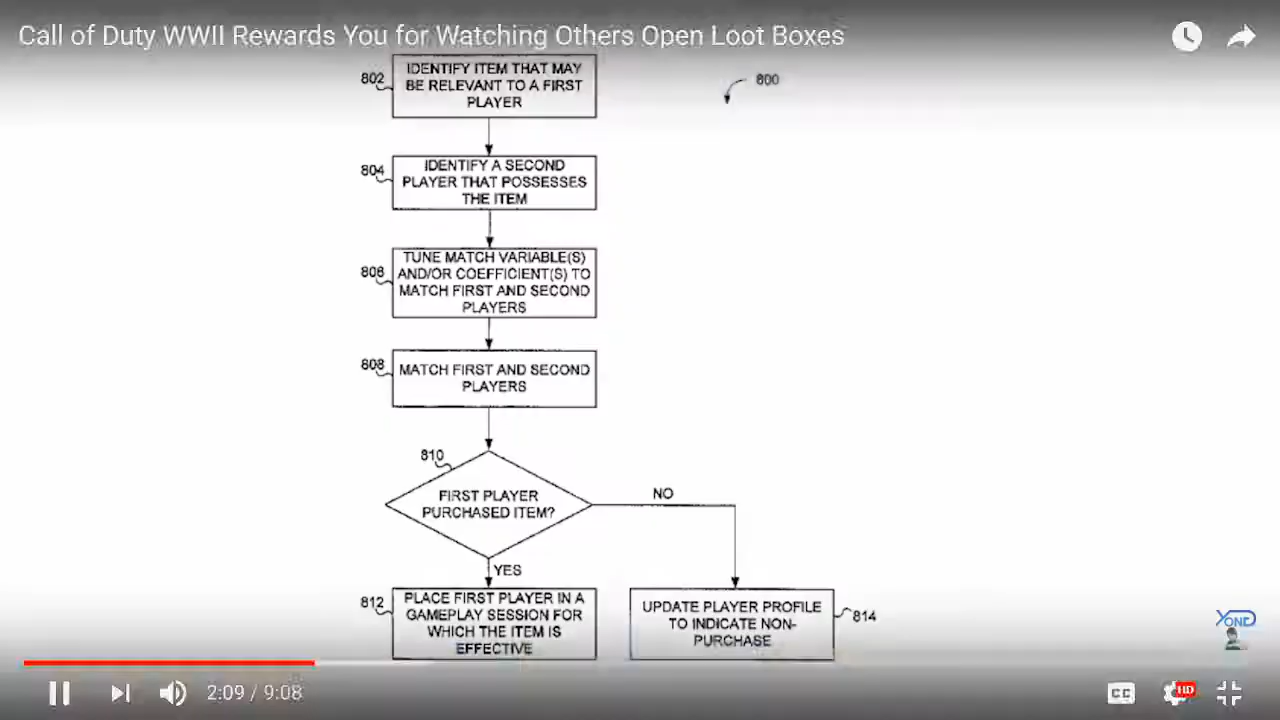 Call of Duty WWII Rewards You for Watching Others Open Loot Boxes
802
IDENTIFY ITEM THAT MAY
BE RELEVANT TO A FIRST
PLAYER
800
804
IDENTIFY A SECOND
PLAYER THAT POSSESSES
THE ITEM
806
TUNE MATCH VARIABLE(S)
AND/OR COEFFICIENT(S) TO
MATCH FIRST AND SECOND
PLAYERS
808
MATCH FIRST AND SECOND
PLAYERS
810
FIRST PLAYER
PURCHASED ITEM?
NO
YES
812
PLACE FIRST PLAYER IN A
GAMEPLAY SESSION FOR
WHICH THE ITEM IS
EFFECTIVE
UPDATE PLAYER PROFILE
TO INDICATE NON-
PURCHASE
814
YONG
2:09 / 9:08
CC
HD